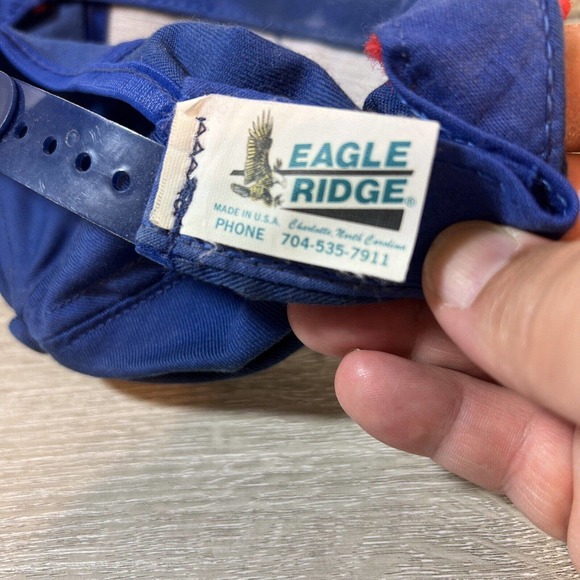 EAGLE
RIDGE®
MADE IN U.S.A. Charlotte, North Carolina
PHONE 704-535-7911